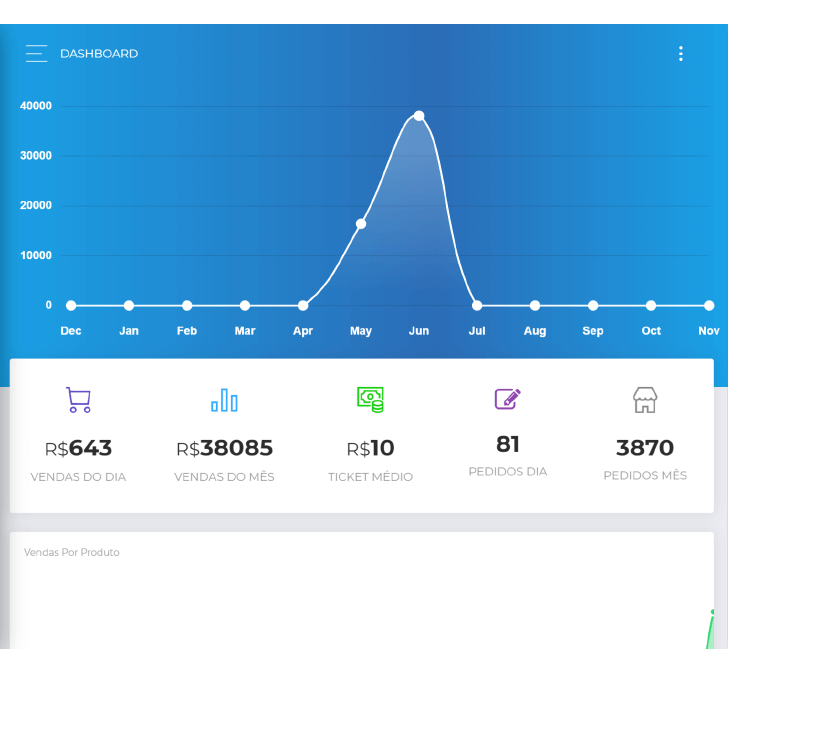 DASHBOARD
40000
30000
20000
10000
0
Dec Jan Feb Mar Apr May Jun Jul Aug Sep Oct Nov
R$643 R$38085 R$10 81 3870
VENDAS DO DIA VENDAS DO MÊS TICKET MÉDIO PEDIDOS DIA PEDIDOS MÊS
Vendas Por Produto